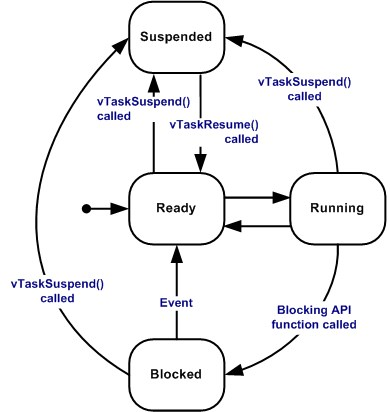 Suspended
vTaskSuspend()
called
vTaskSuspend()
called
vTaskResume()
called
Ready
Running
vTaskSuspend()
called
Event
Blocking API
function called
Blocked